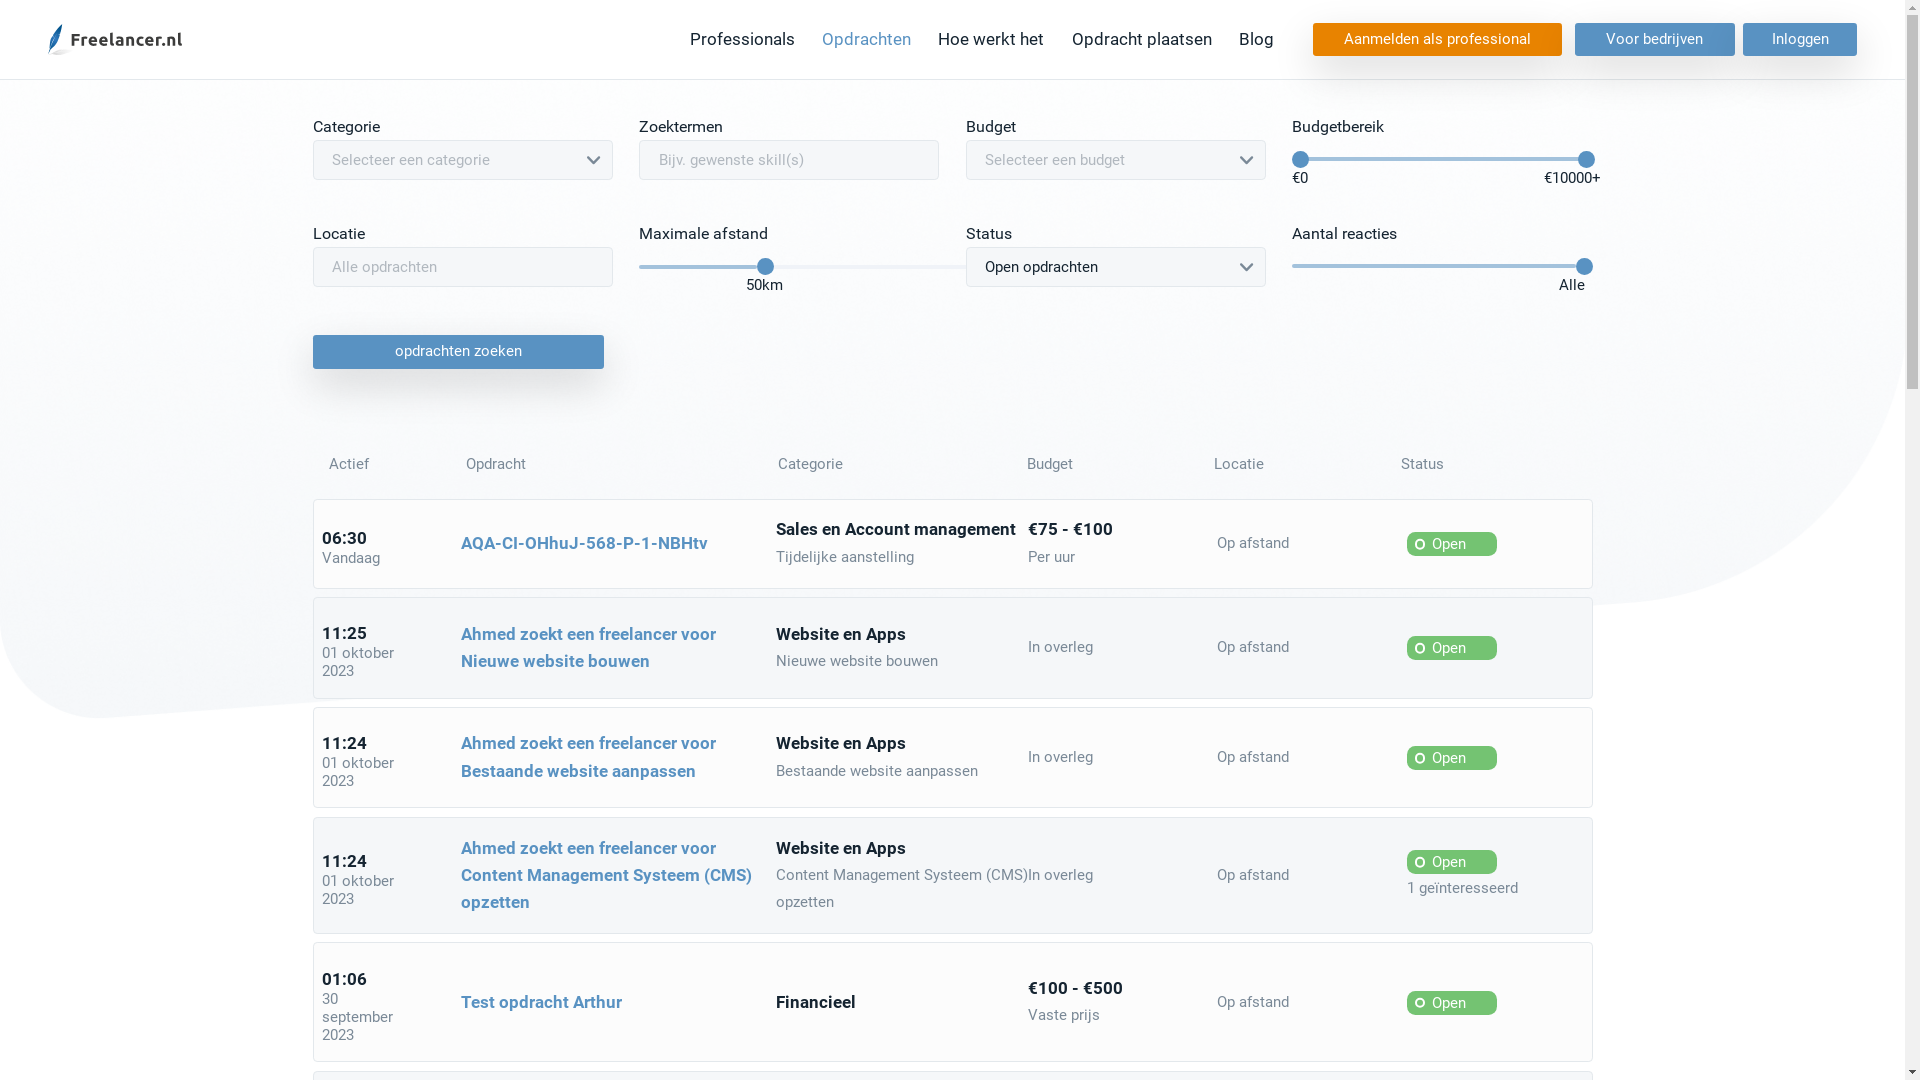 Freelancer.nl
Professionals Opdrachten Hoe werkt het Opdracht plaatsen Blog Aanmelden als professional Voor bedrijven Inloggen
Categorie Zoektermen Budget Budgetbereik
Selecteer een categorie Bijv. gewenste skill(s) Selecteer een budget
€0 €10000+
Locatie Maximale afstand Status Aantal reacties
Alle opdrachten Open opdrachten
50km Alle
opdrachten zoeken
Actief Opdracht Categorie Budget Locatie Status
06:30
Vandaag
AQA-CI-OHhuJ-568-P-1-NBHtv
Sales en Account management
Tijdelijke aanstelling
€75 - €100
Per uur
Op afstand
Open
11:25
01 oktober
2023
Ahmed zoekt een freelancer voor
Nieuwe website bouwen
Website en Apps
Nieuwe website bouwen
In overleg
Op afstand
Open
11:24
01 oktober
2023
Ahmed zoekt een freelancer voor
Bestaande website aanpassen
Website en Apps
Bestaande website aanpassen
In overleg
Op afstand
Open
11:24
01 oktober
2023
Ahmed zoekt een freelancer voor
Content Management Systeem (CMS)
opzetten
Website en Apps
Content Management Systeem (CMS)
opzetten
In overleg
Op afstand
Open
1 geïnteresseerd
01:06
30
september
2023
Test opdracht Arthur
Financieel
€100 - €500
Vaste prijs
Op afstand
Open